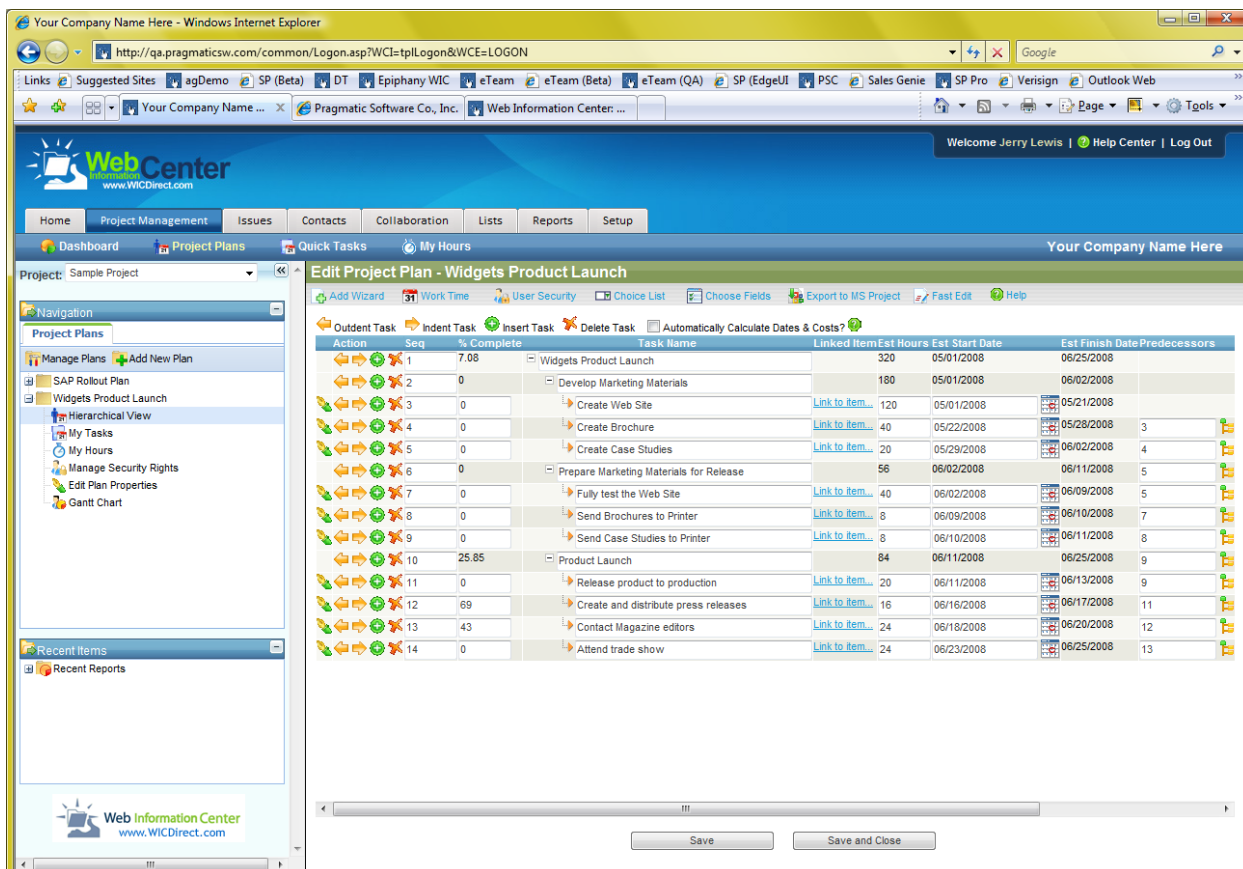 Your Company Name Here - Windows Internet Explorer
http://qa.pragmaticsw.com/common/Logon.asp?WCI=tplLogon&WCE=LOGON
Google
Links Suggested Sites agDemo SP (Beta) DT Epiphany WIC eTeam eTeam (Beta) eTeam (QA) SP (EdgeUI PSC Sales Genie SP Pro Verisign Outlook Web
Your Company Name ... X Pragmatic Software Co., Inc. Web Information Center: ... Page Tools
Welcome Jerry Lewis | Help Center | Log Out
Web Information Center
www.WICDirect.com
Home Project Management Issues Contacts Collaboration Lists Reports Setup
Dashboard Project Plans Quick Tasks My Hours Your Company Name Here
Project: Sample Project
Navigation
Project Plans
Manage Plans Add New Plan
SAP Rollout Plan
Widgets Product Launch
Hierarchical View
My Tasks
My Hours
Manage Security Rights
Edit Plan Properties
Gantt Chart
Recent Items
Recent Reports
Web Information Center
www.WICDirect.com
Edit Project Plan - Widgets Product Launch
Add Wizard 31 Work Time User Security Choice List Choose Fields Export to MS Project Fast Edit Help
Outdent Task Indent Task Insert Task Delete Task Automatically Calculate Dates & Costs?
Action Seq % Complete Task Name Linked Item Est Hours Est Start Date Est Finish Date Predecessors
1 7.08 Widgets Product Launch 320 05/01/2008 06/25/2008
2 0 Develop Marketing Materials 180 05/01/2008 06/02/2008
3 0 Create Web Site Link to item... 120 05/01/2008 05/21/2008
4 0 Create Brochure Link to item... 40 05/22/2008 05/28/2008 3
5 0 Create Case Studies Link to item... 20 05/29/2008 06/02/2008 4
6 0 Prepare Marketing Materials for Release 56 06/02/2008 06/11/2008 5
7 0 Fully test the Web Site Link to item... 40 06/02/2008 06/09/2008 5
8 0 Send Brochures to Printer Link to item... 8 06/09/2008 06/10/2008 7
9 0 Send Case Studies to Printer Link to item... 8 06/10/2008 06/11/2008 8
10 25.85 Product Launch 84 06/11/2008 06/25/2008 9
11 0 Release product to production Link to item... 20 06/11/2008 06/13/2008 9
12 69 Create and distribute press releases Link to item... 16 06/16/2008 06/17/2008 11
13 43 Contact Magazine editors Link to item... 24 06/18/2008 06/20/2008 12
14 0 Attend trade show Link to item... 24 06/23/2008 06/25/2008 13
Save Save and Close